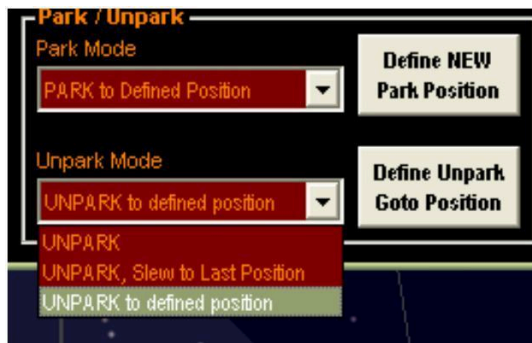 Park / Unpark
Park Mode
PARK to Defined Position
Define NEW
Park Position
Unpark Mode
UNPARK to defined position
Define Unpark
Goto Position
UNPARK
UNPARK, Slew to Last Position
UNPARK to defined position